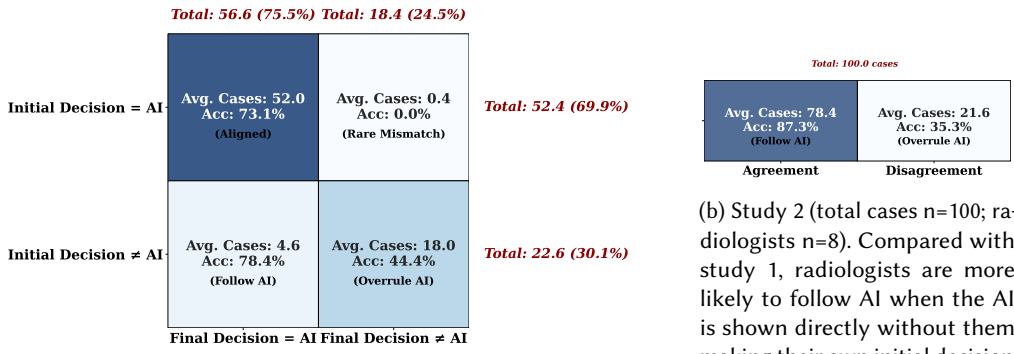 Total: 56.6 (75.5%) Total: 18.4 (24.5%)
Initial Decision = AI
Avg. Cases: 52.0
Acc: 73.1%
(Aligned)
Avg. Cases: 0.4
Acc: 0.0%
(Rare Mismatch)
Total: 52.4 (69.9%)
Initial Decision ≠ AI
Avg. Cases: 4.6
Acc: 78.4%
(Follow AI)
Avg. Cases: 18.0
Acc: 44.4%
(Overrule AI)
Total: 22.6 (30.1%)
Final Decision = AI Final Decision ≠ AI
Total: 100.0 cases
Avg. Cases: 78.4
Acc: 87.3%
(Follow AI)
Avg. Cases: 21.6
Acc: 35.3%
(Overrule AI)
Agreement
Disagreement
(b) Study 2 (total cases n=100; ra-
diologists n=8). Compared with
study 1, radiologists are more
likely to follow AI when the AI
is shown directly without them
making their own initial decision